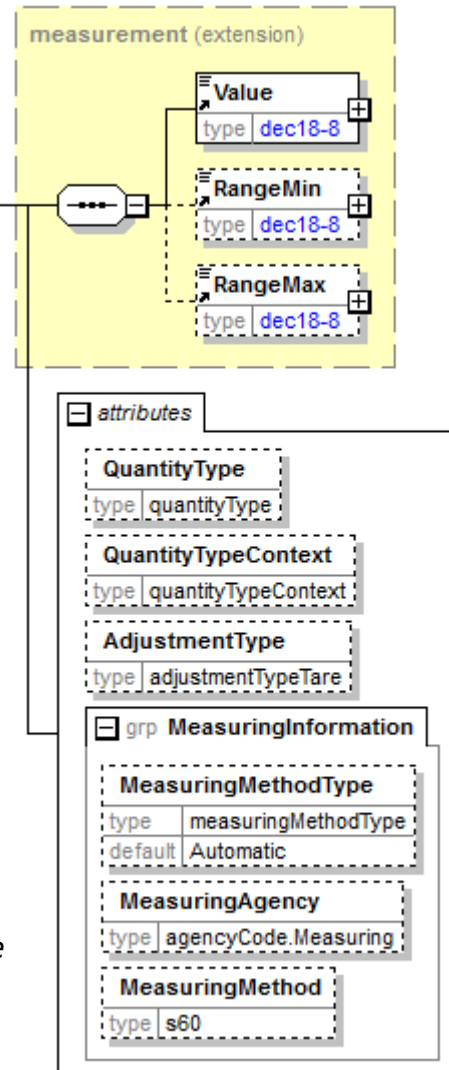 measurement (extension)
Value
type dec18-8
RangeMin
type dec18-8
RangeMax
type dec18-8
attributes
QuantityType
type quantityType
QuantityTypeContext
type quantityTypeContext
AdjustmentType
type adjustmentTypeTare
grp MeasuringInformation
MeasuringMethodType
type measuringMethodType
default Automatic
MeasuringAgency
e
type agencyCode.Measuring
MeasuringMethod
type s60